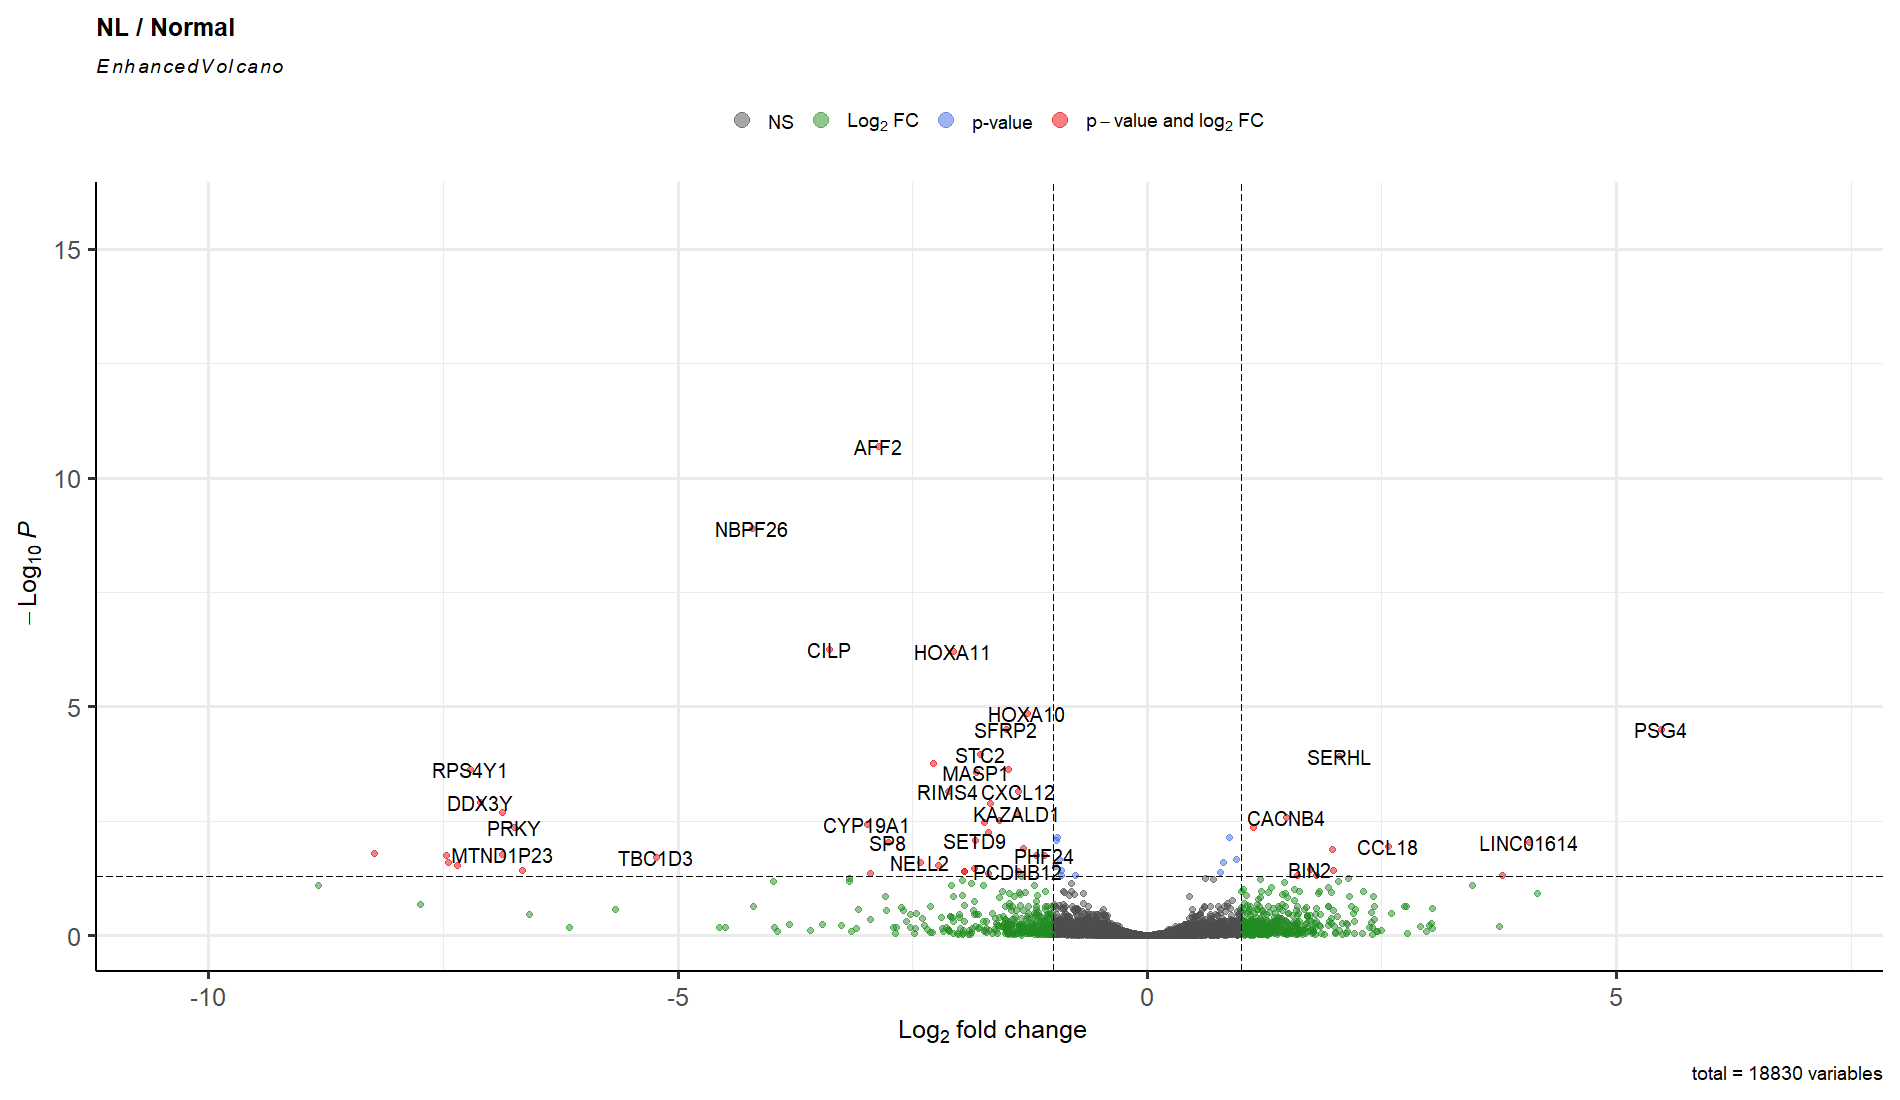 NL / Normal
EnhancedVolcano
NS Log2 FC p-value p – value and log2 FC
15
10
5
0
– Log10 P
AFF2
NBPF26
CILP
HOXA11
HOXA10
SFRP2
PSG4
STC2
SERHL
RPS4Y1
MASP1
RIMS4
CXCL12
DDX3Y
KAZALD1
CACNB4
PRKY
CYP19A1
SP8
SETD9
LINC01614
CCL18
MTND1P23
TBC1D3
PHF24
NELL2
PCDHB12
BIN2
-10 -5 0 5
Log2 fold change
total = 18830 variables